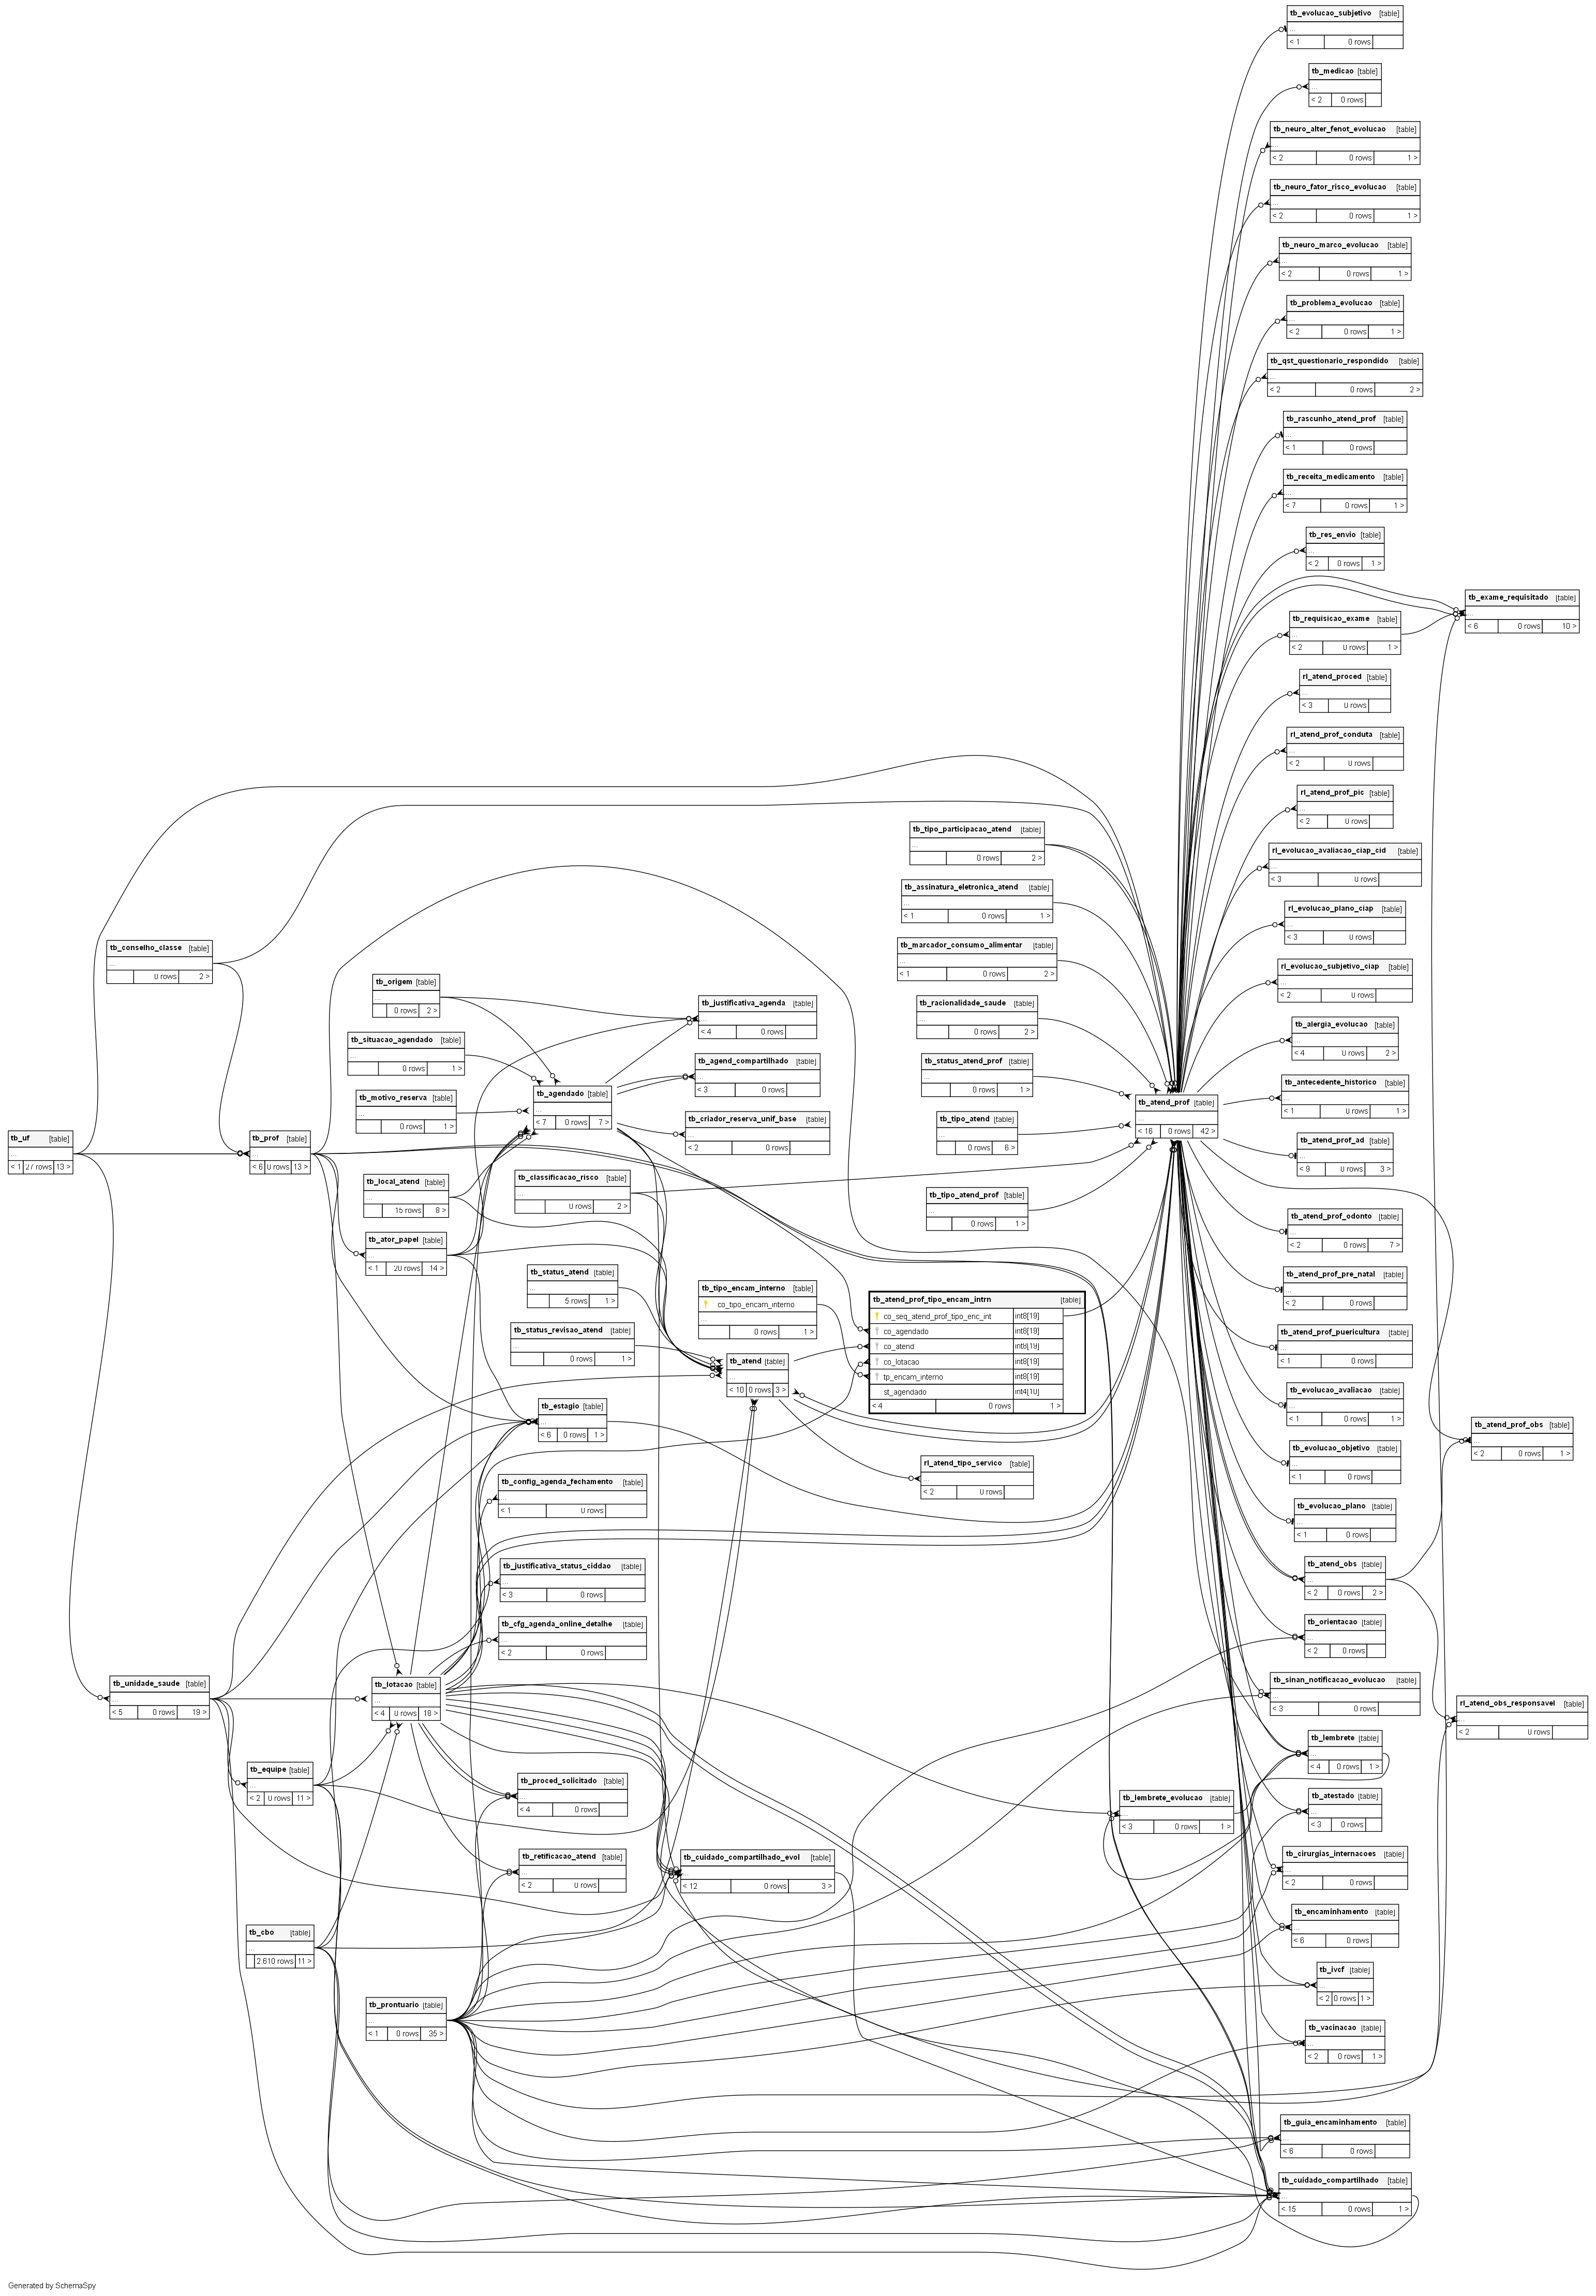 tb_evolucao_subjetivo [table]
...
< 1 0 rows
tb_medicao [table]
...
< 2 0 rows
tb_neuro_alter_fenot_evolucao [table]
...
< 2 0 rows 1 >
tb_neuro_fator_risco_evolucao [table]
...
< 2 0 rows 1 >
tb_neuro_marco_evolucao [table]
...
< 2 0 rows 1 >
tb_problema_evolucao [table]
...
< 2 0 rows 1 >
tb_qst_questionario_respondido [table]
...
< 2 0 rows 2 >
tb_rascunho_atend_prof [table]
...
< 1 0 rows
tb_receita_medicamento [table]
...
< 7 0 rows 1 >
tb_res_envio [table]
...
< 2 0 rows 1 >
tb_exame_requisitado [table]
...
< 6 0 rows 10 >
tb_requisicao_exame [table]
...
< 2 0 rows 1 >
rl_atend_proced [table]
...
< 3 0 rows
rl_atend_prof_conduta [table]
...
< 2 0 rows
rl_atend_prof_pic [table]
...
< 2 0 rows
tb_tipo_participacao_atend [table]
...
0 rows 2 >
rl_evolucao_avaliacao_ciap_cid [table]
...
< 3 0 rows
tb_assinatura_eletronica_atend [table]
...
< 1 0 rows 1 >
rl_evolucao_plano_ciap [table]
...
< 3 0 rows
tb_conselho_classe [table]
...
0 rows 2 >
tb_marcador_consumo_alimentar [table]
...
< 1 0 rows 2 >
rl_evolucao_subjetivo_ciap [table]
...
< 2 0 rows
tb_origem [table]
...
0 rows 2 >
tb_justificativa_agenda [table]
...
< 4 0 rows
tb_racionalidade_saude [table]
...
0 rows 2 >
tb_alergia_evolucao [table]
...
< 4 0 rows 2 >
tb_situacao_agendado [table]
...
0 rows 1 >
tb_agend_compartilhado [table]
...
< 3 0 rows
tb_status_atend_prof [table]
...
0 rows 1 >
tb_antecedente_historico [table]
...
< 1 0 rows 1 >
tb_motivo_reserva [table]
...
0 rows 1 >
tb_agendado [table]
...
< 7 0 rows 7 >
tb_atend_prof [table]
...
< 16 0 rows 42 >
tb_criador_reserva_unif_base [table]
...
< 2 0 rows
tb_tipo_atend [table]
...
0 rows 6 >
tb_uf [table]
...
< 1 27 rows 13 >
tb_prof [table]
...
< 6 0 rows 13 >
tb_atend_prof_ad [table]
...
< 9 0 rows 3 >
tb_local_atend [table]
...
15 rows 8 >
tb_classificacao_risco [table]
...
0 rows 2 >
tb_tipo_atend_prof [table]
...
0 rows 1 >
tb_atend_prof_odonto [table]
...
< 2 0 rows 7 >
tb_ator_papel [table]
...
< 1 20 rows 14 >
tb_status_atend [table]
...
5 rows 1 >
tb_atend_prof_pre_natal [table]
...
< 2 0 rows
tb_tipo_encam_interno [table]
co_tipo_encam_interno
...
0 rows 1 >
tb_atend_prof_tipo_encam_intrn [table]
co_seq_atend_prof_tipo_enc_int int8[19]
co_agendado int8[19]
co_atend int8[19]
co_lotacao int8[19]
tp_encam_interno int8[19]
st_agendado int4[10]
< 4 0 rows 1 >
tb_status_revisao_atend [table]
...
0 rows 1 >
tb_atend_prof_puericultura [table]
...
< 1 0 rows
tb_atend [table]
...
< 10 0 rows 3 >
tb_evolucao_avaliacao [table]
...
< 1 0 rows 1 >
tb_estagio [table]
...
< 6 0 rows 1 >
tb_atend_prof_obs [table]
...
< 2 0 rows 1 >
tb_evolucao_objetivo [table]
...
< 1 0 rows
rl_atend_tipo_servico [table]
...
< 2 0 rows
tb_config_agenda_fechamento [table]
...
< 1 0 rows
tb_evolucao_plano [table]
...
< 1 0 rows
tb_justificativa_status_ciddao [table]
...
< 3 0 rows
tb_atend_obs [table]
...
< 2 0 rows 2 >
tb_cfg_agenda_online_detalhe [table]
...
< 2 0 rows
tb_orientacao [table]
...
< 2 0 rows
tb_unidade_saude [table]
...
< 5 0 rows 19 >
tb_lotacao [table]
...
< 4 0 rows 18 >
tb_sinan_notificacao_evolucao [table]
...
< 3 0 rows
rl_atend_obs_responsavel [table]
...
< 2 0 rows
tb_lembrete [table]
...
< 4 0 rows 1 >
tb_equipe [table]
...
< 2 0 rows 11 >
tb_proced_solicitado [table]
...
< 4 0 rows
tb_lembrete_evolucao [table]
...
< 3 0 rows 1 >
tb_atestado [table]
...
< 3 0 rows
tb_retificacao_atend [table]
...
< 2 0 rows
tb_cuidado_compartilhado_evol [table]
...
< 12 0 rows 3 >
tb_cirurgias_internacoes [table]
...
< 2 0 rows
tb_encaminhamento [table]
...
< 6 0 rows
tb_cbo [table]
...
2.610 rows 11 >
tb_ivcf [table]
...
< 2 0 rows 1 >
tb_prontuario [table]
...
< 1 0 rows 35 >
tb_vacinacao [table]
...
< 2 0 rows 1 >
tb_guia_encaminhamento [table]
...
< 6 0 rows
tb_cuidado_compartilhado [table]
...
< 15 0 rows 1 >
Generated by SchemaSpy